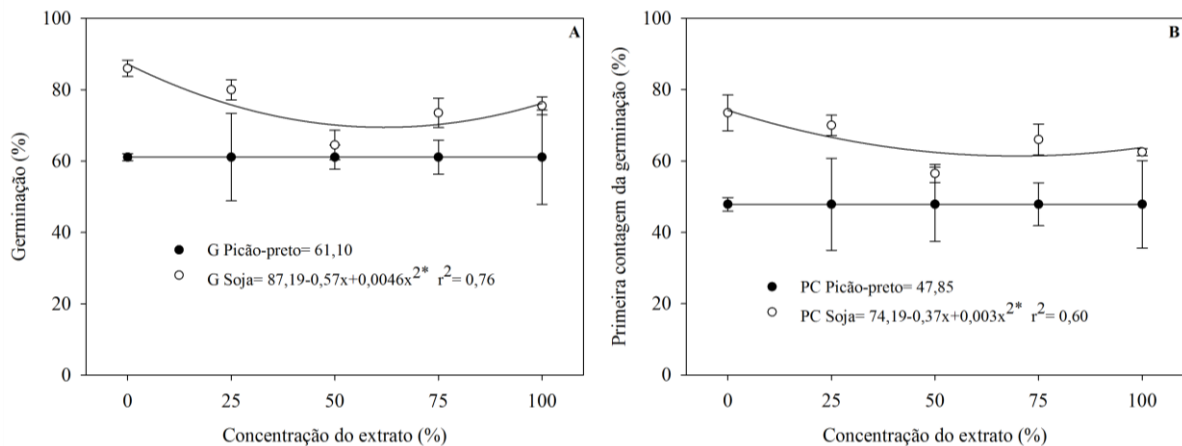 A
Germinação (%)
100
80
60
40
20
0
G Picão-preto= 61,10
G Soja= 87,19-0,57x+0,0046x²* r²= 0,76
0 25 50 75 100
Concentração do extrato (%)
B
Primeira contagem da germinação (%)
100
80
60
40
20
0
PC Picão-preto= 47,85
PC Soja= 74,19-0,37x+0,003x²* r²= 0,60
0 25 50 75 100
Concentração do extrato (%)